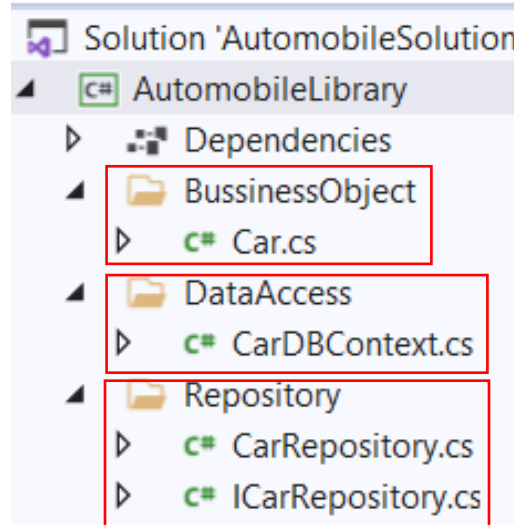 Solution 'AutomobileSolution
C# AutomobileLibrary
Dependencies
BussinessObject
C# Car.cs
DataAccess
C# CarDBContext.cs
Repository
C# CarRepository.cs
C# ICarRepository.cs